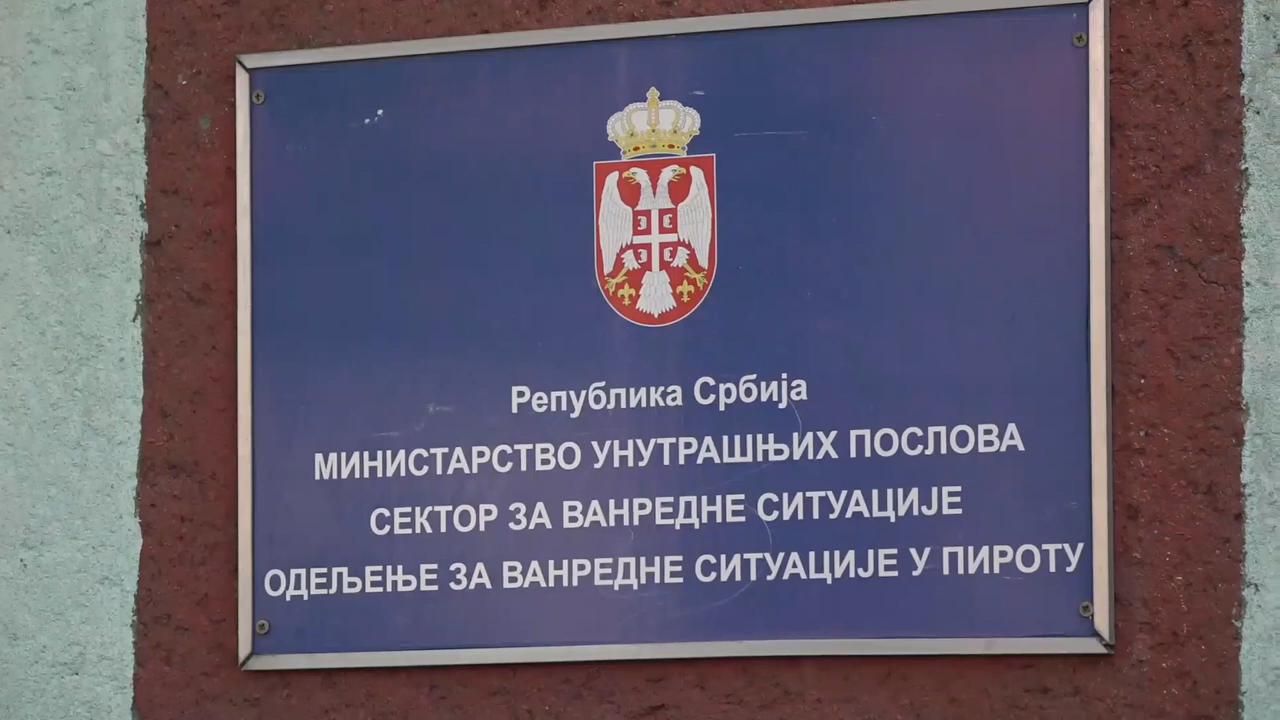 Република Србија
МИНИСТАРСТВО УНУТРАШЊИХ ПОСЛОВА
СЕКТОР ЗА ВАНРЕДНЕ СИТУАЦИЈЕ
ОДЕЉЕЊЕ ЗА ВАНРЕДНЕ СИТУАЦИЈЕ У ПИРОТУ